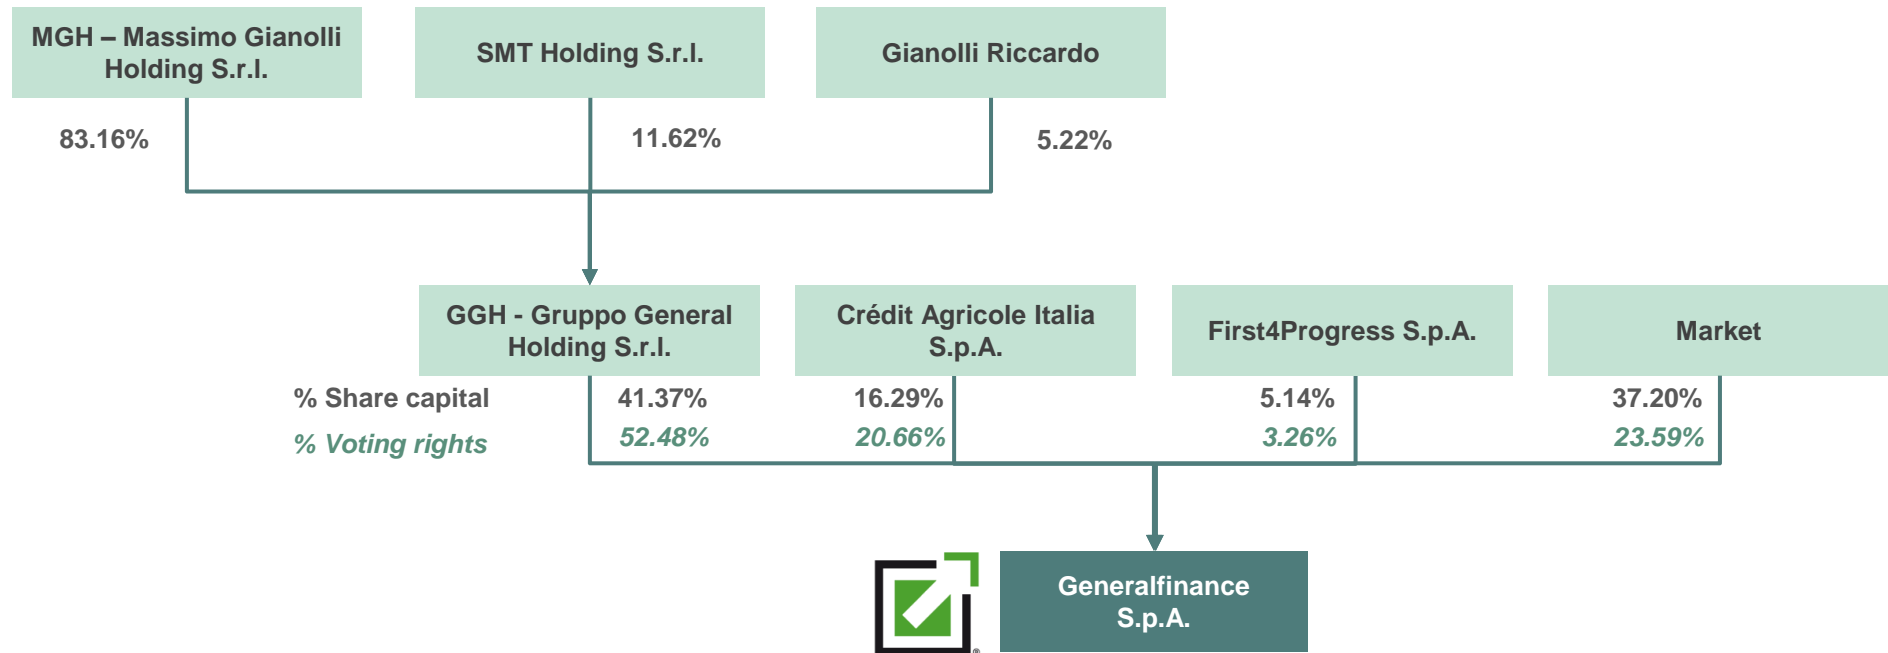 MGH – Massimo Gianolli
Holding S.r.l.
SMT Holding S.r.l.
Gianolli Riccardo
83.16%
11.62%
5.22%
GGH - Gruppo General
Holding S.r.l.
Crédit Agricole Italia
S.p.A.
First4Progress S.p.A.
Market
% Share capital
41.37%
16.29%
5.14%
37.20%
% Voting rights
52.48%
20.66%
3.26%
23.59%
Generalfinance
S.p.A.
®